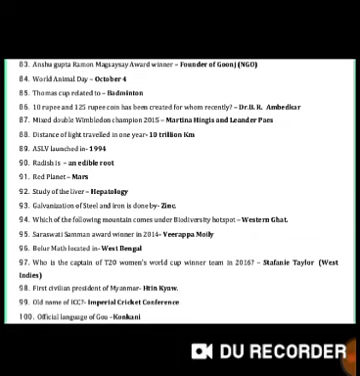 83. Anshu gupta Ramon Magsaysay Award winner – Founder of Goonj (NGO)
84. World Animal Day – October 4
85. Thomas cup related to – Badminton
86. 10 rupee and 125 rupee coin has been created for whom recently? – Dr.B. R. Ambedkar
87. Mixed double Wimbledon champion 2015 – Martina Hingis and Leander Paes
88. Distance of light travelled in one year- 10 trillion Km
89. ASLV launched in- 1994
90. Radish is – an edible root
91. Red Planet – Mars
92. Study of the liver – Hepatology
93. Galvanization of Steel and iron is done by- Zinc.
94. Which of the following mountain comes under Biodiversity hotspot – Western Ghat.
95. Saraswati Samman award winner in 2014- Veerappa Moily
96. Belur Math located in- West Bengal
97. Who is the captain of T20 women's world cup winner team in 2016? – Stafanie Taylor (West
Indies)
98. First civilian president of Myanmar- Htin Kyaw.
99. Old name of ICC?- Imperial Cricket Conference
100. Official language of Goa –Konkani
DU RECORDER